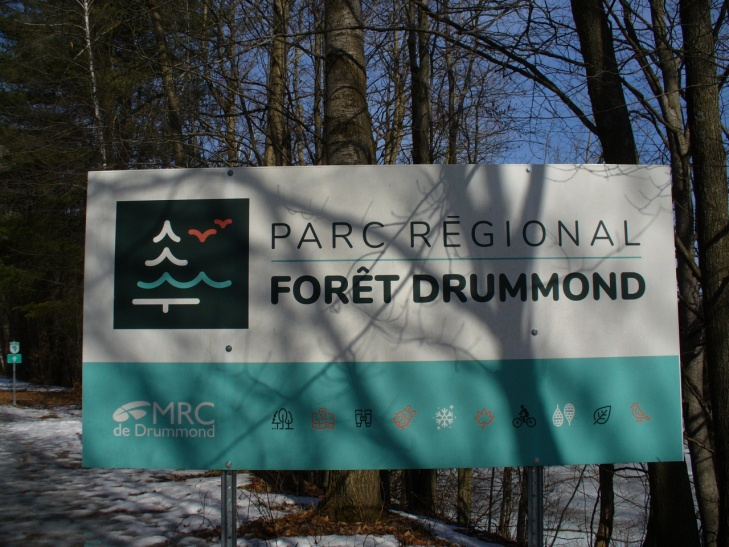 PARC RÉGIONAL
FORÊT DRUMMOND
MRC
de Drummond